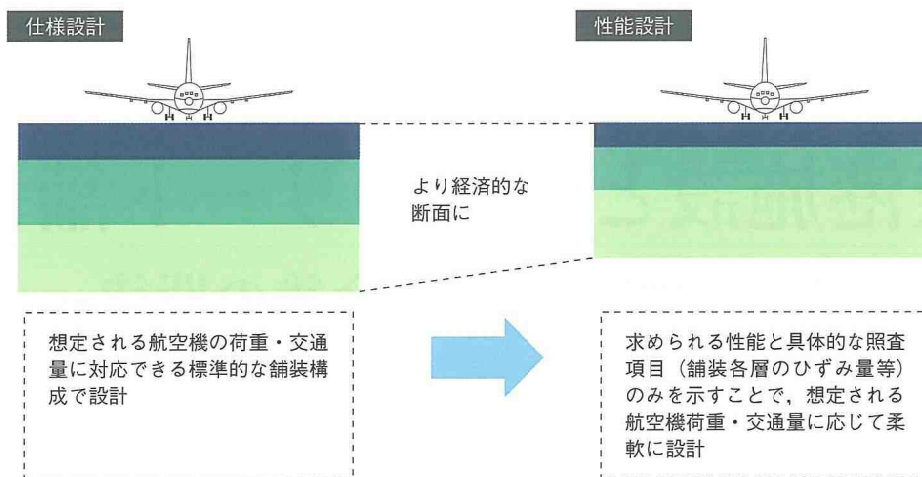 仕様設計
性能設計
より経済的な
断面に
想定される航空機の荷重・交通
量に対応できる標準的な舗装構
成で設計
求められる性能と具体的な照査
項目（舗装各層のひずみ量等）
のみを示すことで，想定される
航空機荷重・交通量に応じて柔
軟に設計